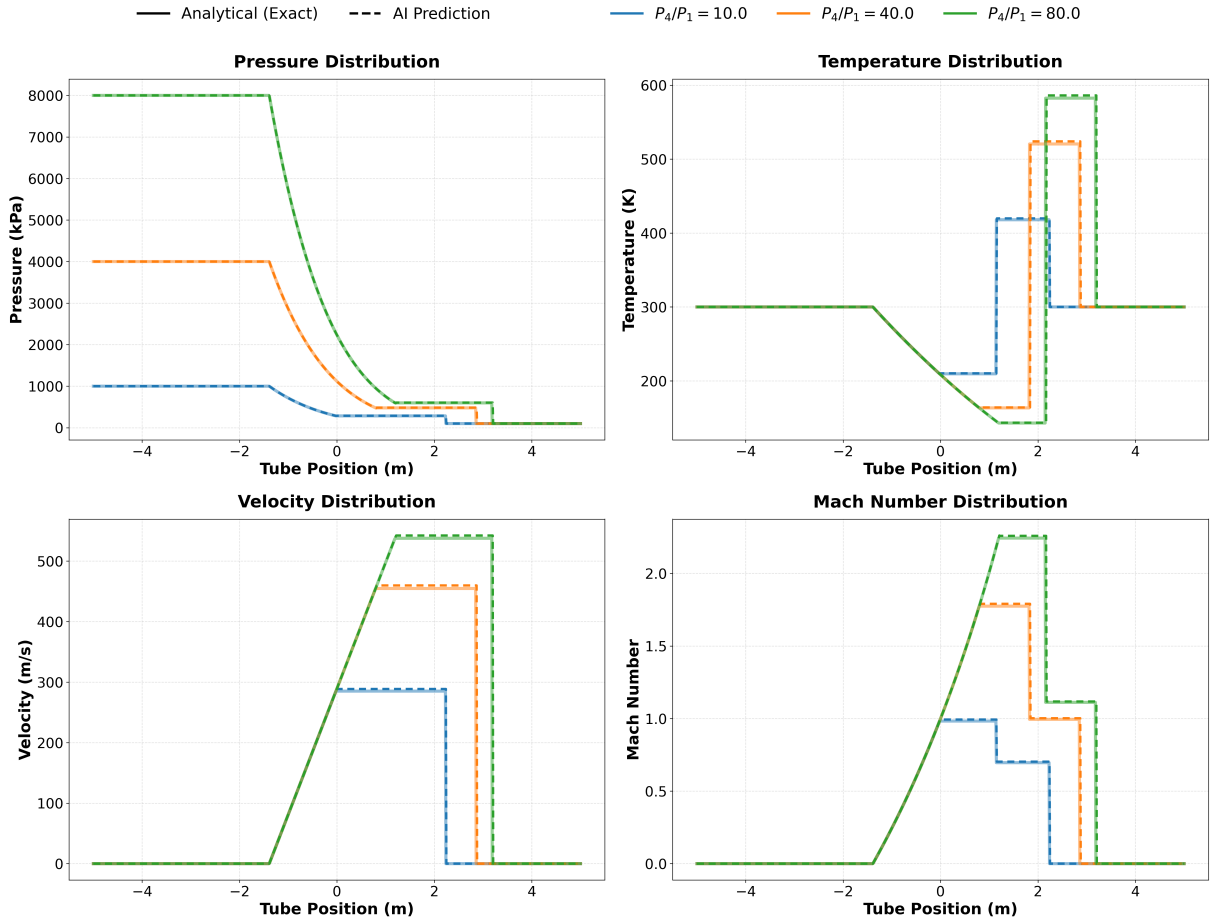 Analytical (Exact) AI Prediction P₄/P₁ = 10.0 P₄/P₁ = 40.0 P₄/P₁ = 80.0
Pressure Distribution
Pressure (kPa)
8000
7000
6000
5000
4000
3000
2000
1000
0
−4 −2 0 2 4
Tube Position (m)
Temperature Distribution
Temperature (K)
600
500
400
300
200
−4 −2 0 2 4
Tube Position (m)
Velocity Distribution
Velocity (m/s)
500
400
300
200
100
0
−4 −2 0 2 4
Tube Position (m)
Mach Number Distribution
Mach Number
2.0
1.5
1.0
0.5
0.0
−4 −2 0 2 4
Tube Position (m)